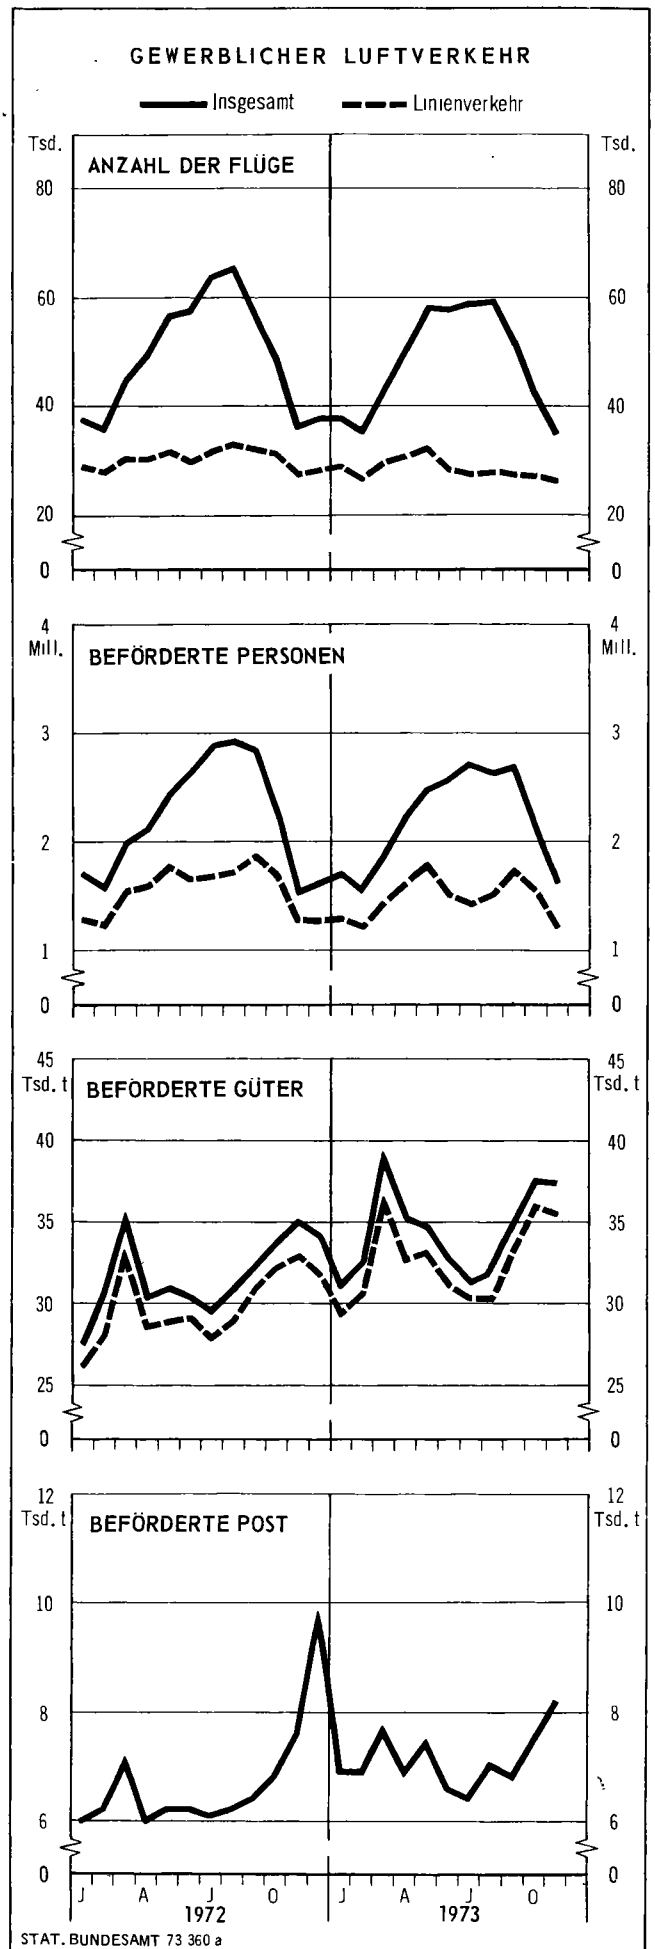 GEWERBLICHER LUFTVERKEHR
Insgesamt Linienverkehr
Tsd. Tsd.
ANZAHL DER FLÜGE
80 80
60 60
40 40
20 20
0 0
4 4
Mill. Mill.
BEFÖRDERTE PERSONEN
3 3
2 2
1 1
0 0
45 45
Tsd. t Tsd. t
BEFÖRDERTE GÜTER
40 40
35 35
30 30
25 25
0 0
12 12
Tsd. t Tsd. t
BEFÖRDERTE POST
10 10
8 8
6 6
0 0
J A J O J A J O
1972 1973
STAT. BUNDESAMT 73 360 a